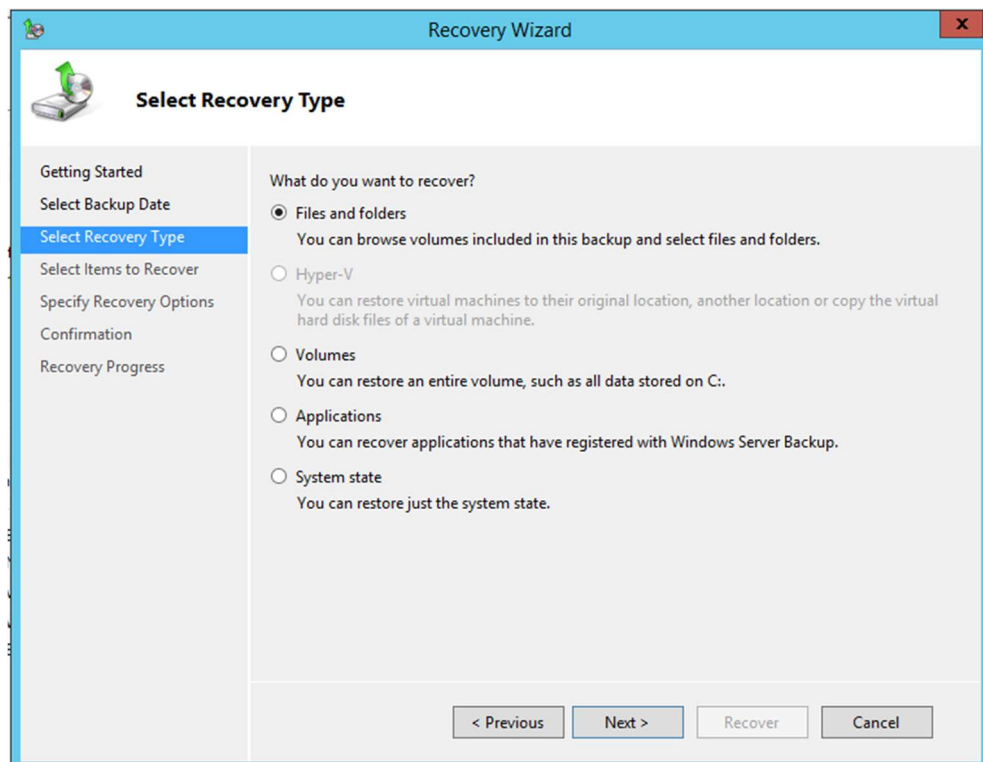 Recovery Wizard
x
Select Recovery Type
Getting Started
Select Backup Date
Select Recovery Type
Select Items to Recover
Specify Recovery Options
Confirmation
Recovery Progress
What do you want to recover?
Files and folders
You can browse volumes included in this backup and select files and folders.
Hyper-V
You can restore virtual machines to their original location, another location or copy the virtual
hard disk files of a virtual machine.
Volumes
You can restore an entire volume, such as all data stored on C:.
Applications
You can recover applications that have registered with Windows Server Backup.
System state
You can restore just the system state.
< Previous
Next >
Recover
Cancel